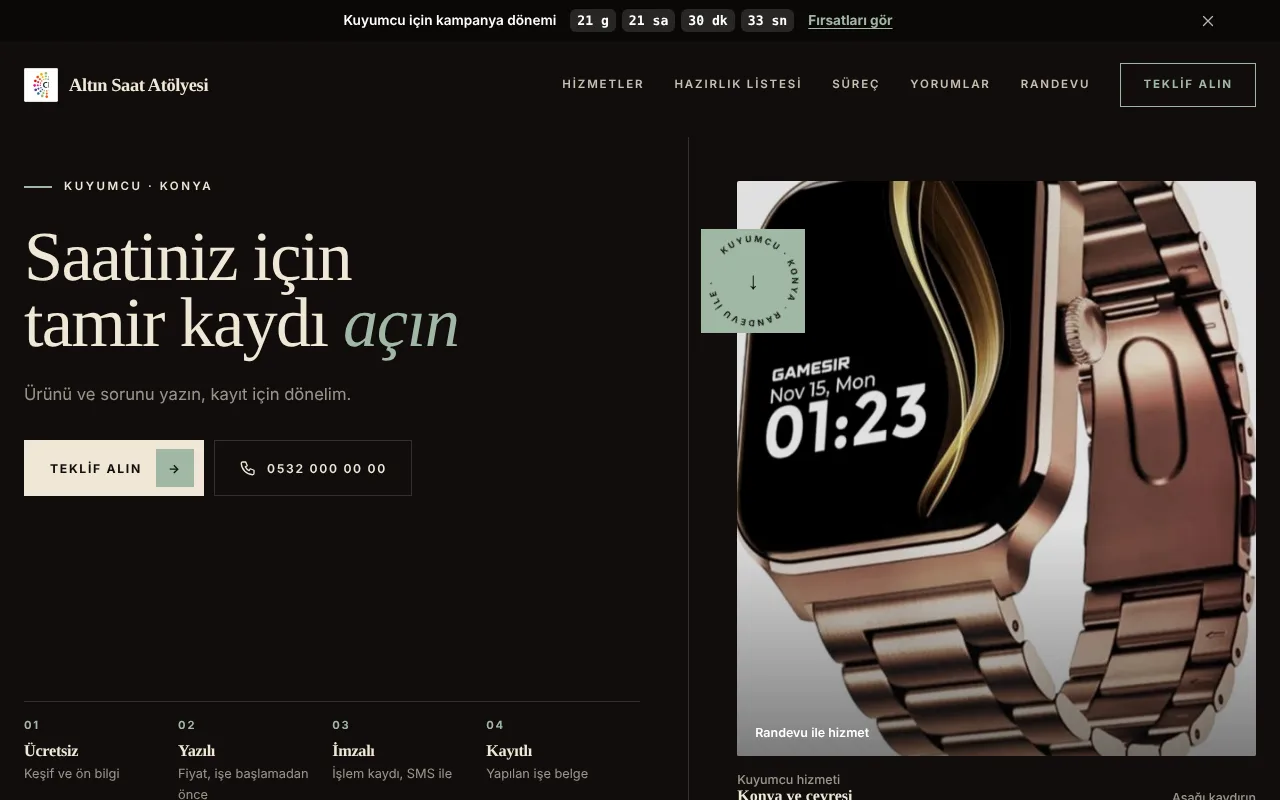 Kuyumcu için kampanya dönemi 21 g 21 sa 30 dk 33 sn Fırsatları gör
Altın Saat Atölyesi
HİZMETLER HAZIRLIK LİSTESİ SÜREÇ YORUMLAR RANDEVU TEKLİF ALIN
KUYUMCU · KONYA
Saatiniz için
tamir kaydı açın
Ürünü ve sorunu yazın, kayıt için dönelim.
TEKLİF ALIN → 0532 000 00 00
KUYUMCU · KONYA · RANDEVU İLE ·
↓
GAMESIR
Nov 15, Mon
01:23
Randevu ile hizmet
01
Ücretsiz
Keşif ve ön bilgi
02
Yazılı
Fiyat, işe başlamadan
önce
03
İmzalı
İşlem kaydı, SMS ile
04
Kayıtlı
Yapılan işe belge
Kuyumcu hizmeti
Konya ve çevresi
Aşağı kaydırın